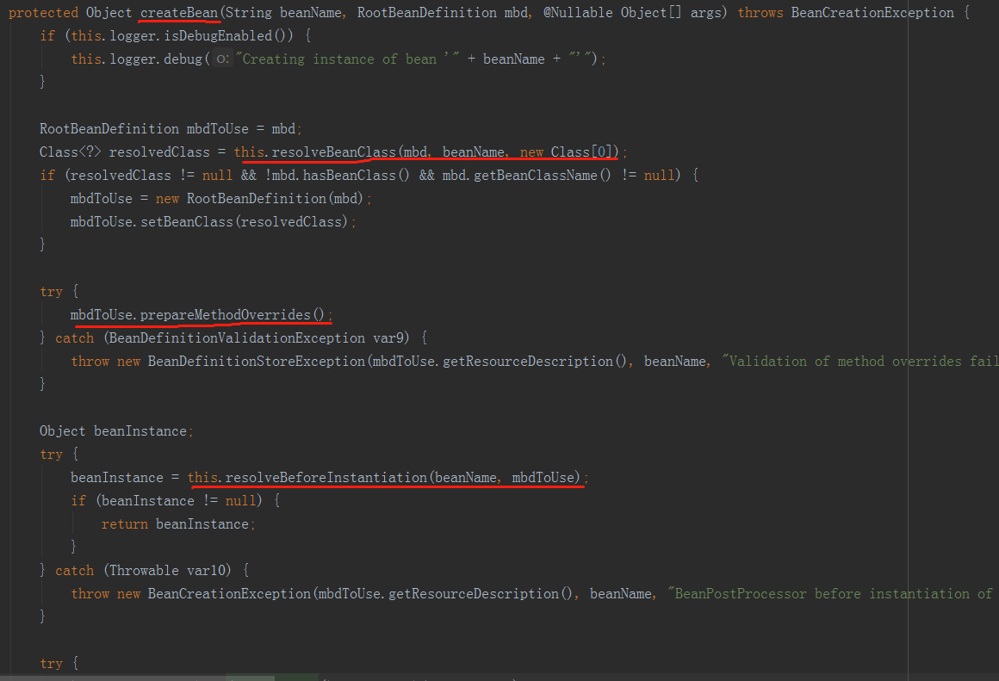 protected Object createBean(String beanName, RootBeanDefinition mbd, @Nullable Object[] args) throws BeanCreationException {
if (this.logger.isDebugEnabled()) {
this.logger.debug( o: "Creating instance of bean '" + beanName + "'");
}
RootBeanDefinition mbdToUse = mbd;
Class<?> resolvedClass = this.resolveBeanClass(mbd, beanName, new Class[0]);
if (resolvedClass != null && !mbd.hasBeanClass() && mbd.getBeanClassName() != null) {
mbdToUse = new RootBeanDefinition(mbd);
mbdToUse.setBeanClass(resolvedClass);
}
try {
mbdToUse.prepareMethodOverrides();
} catch (BeanDefinitionValidationException var9) {
throw new BeanDefinitionStoreException(mbdToUse.getResourceDescription(), beanName, "Validation of method overrides fail
}
Object beanInstance;
try {
beanInstance = this.resolveBeforeInstantiation(beanName, mbdToUse);
if (beanInstance != null) {
return beanInstance;
}
} catch (Throwable var10) {
throw new BeanCreationException(mbdToUse.getResourceDescription(), beanName, "BeanPostProcessor before instantiation of
}
try {